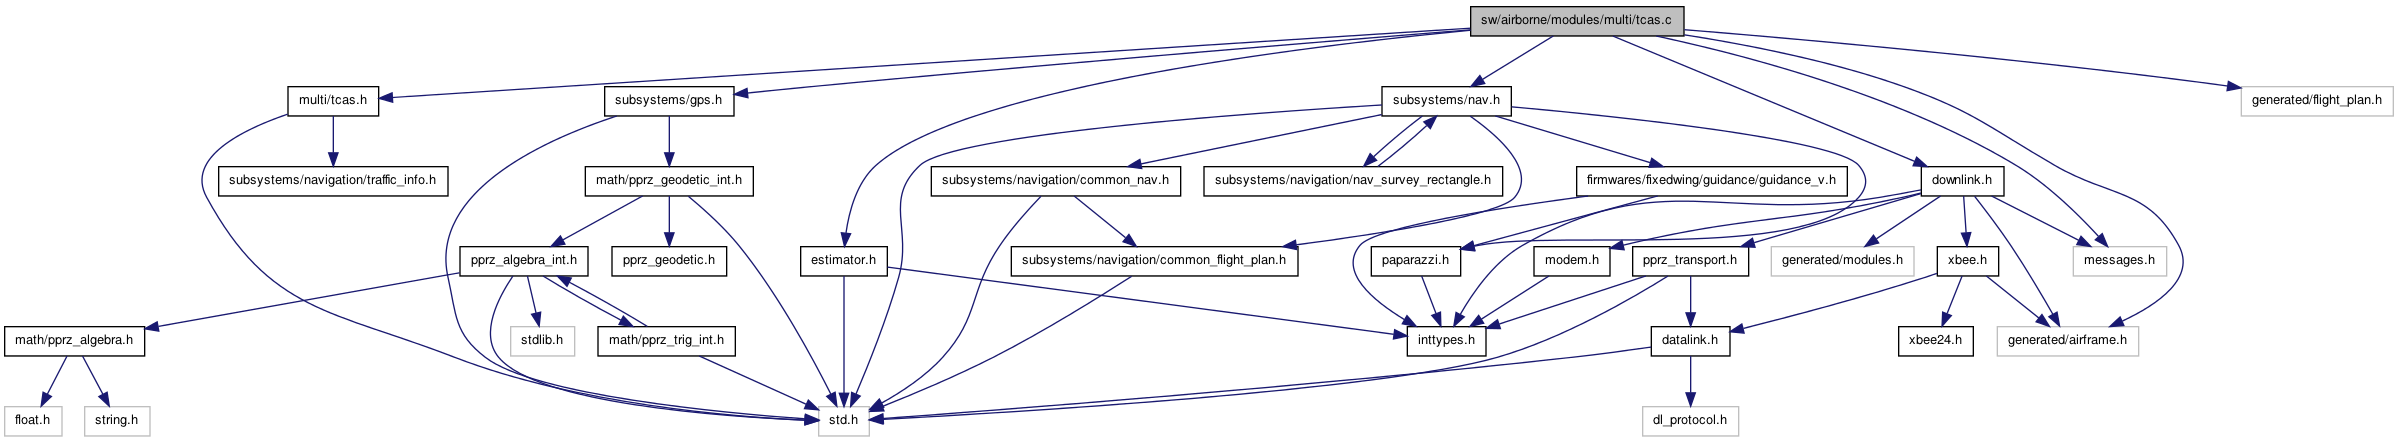 sw/airborne/modules/multi/tcas.c
multi/tcas.h
subsystems/gps.h
subsystems/nav.h
generated/flight_plan.h
subsystems/navigation/traffic_info.h
math/pprz_geodetic_int.h
subsystems/navigation/common_nav.h
subsystems/navigation/nav_survey_rectangle.h
firmwares/fixedwing/guidance/guidance_v.h
downlink.h
pprz_algebra_int.h
pprz_geodetic.h
estimator.h
subsystems/navigation/common_flight_plan.h
paparazzi.h
modem.h
pprz_transport.h
generated/modules.h
xbee.h
messages.h
math/pprz_algebra.h
stdlib.h
math/pprz_trig_int.h
inttypes.h
datalink.h
xbee24.h
generated/airframe.h
float.h
string.h
std.h
dl_protocol.h